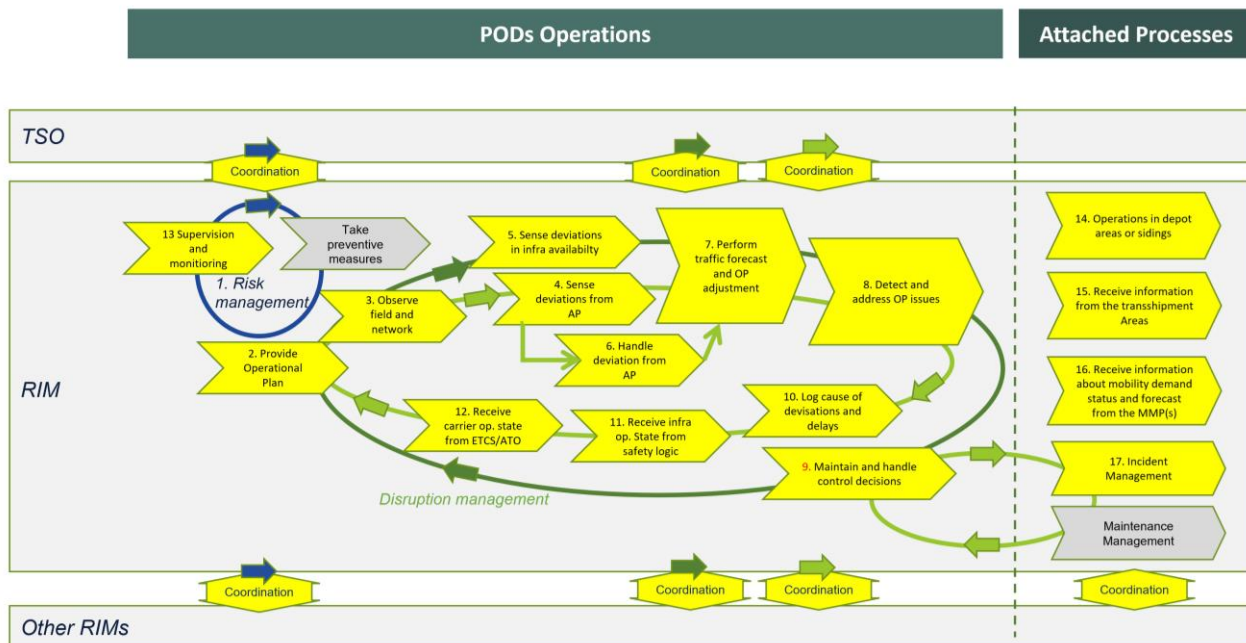 PODs Operations
Attached Processes
TSO
Coordination
Coordination
Coordination
RIM
13 Supervision
and
monitoring
Take
preventive
measures
1. Risk
management
2. Provide
Operational
Plan
3. Observe
field and
network
5. Sense deviations
in infra availabilty
4. Sense
deviations from
AP
6. Handle
deviation from
AP
7. Perform
traffic forecast
and OP
adjustment
8. Detect and
address OP issues
10. Log cause of
devisations and
delays
11. Receive infra
op. State from
safety logic
12. Receive
carrier op. state
from ETCS/ATO
9. Maintain and handle
control decisions
Disruption management
14. Operations in depot
areas or sidings
15. Receive information
from the transshipment
Areas
16. Receive information
about mobility demand
status and forecast
from the MMP(s)
17. Incident
Management
Maintenance
Management
Coordination
Coordination
Coordination
Coordination
Other RIMs